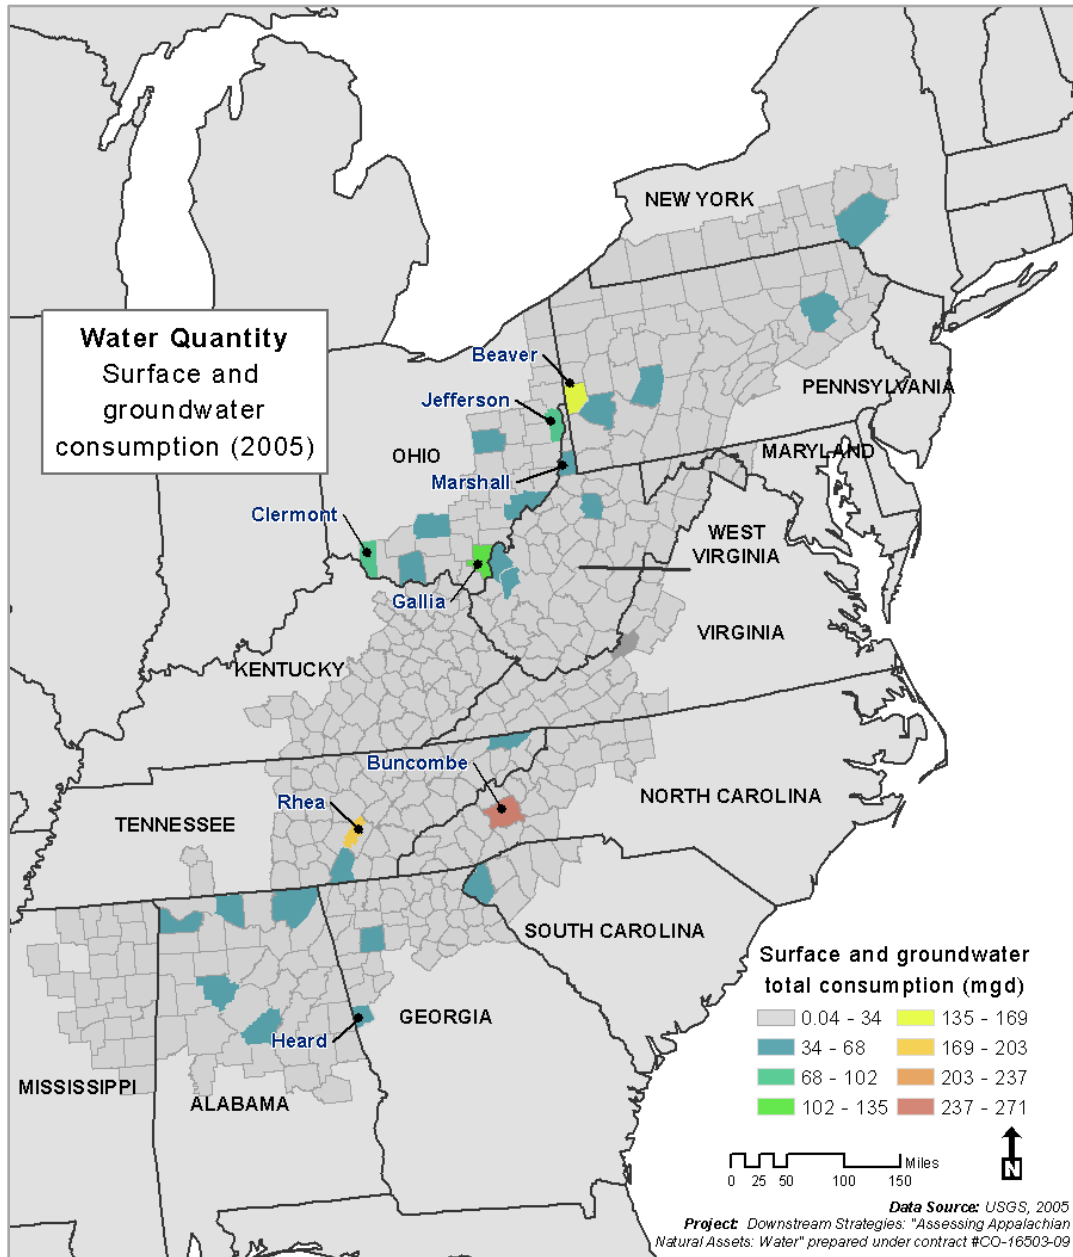 NEW YORK
Water Quantity
Surface and
groundwater
consumption (2005)
Beaver
PENNSYLVANIA
Jefferson
OHIO
MARYLAND
Marshall
Clermont
WEST
VIRGINIA
Gallia
VIRGINIA
KENTUCKY
Buncombe
Rhea
NORTH CAROLINA
TENNESSEE
SOUTH CAROLINA
GEORGIA
Heard
MISSISSIPPI
ALABAMA
Surface and groundwater
total consumption (mgd)
0.04 - 34
135 - 169
34 - 68
169 - 203
68 - 102
203 - 237
102 - 135
237 - 271
Miles
0 25 50 100 150
N
Data Source: USGS, 2005
Project: Downstream Strategies: "Assessing Appalachian
Natural Assets: Water" prepared under contract #CO-16503-09